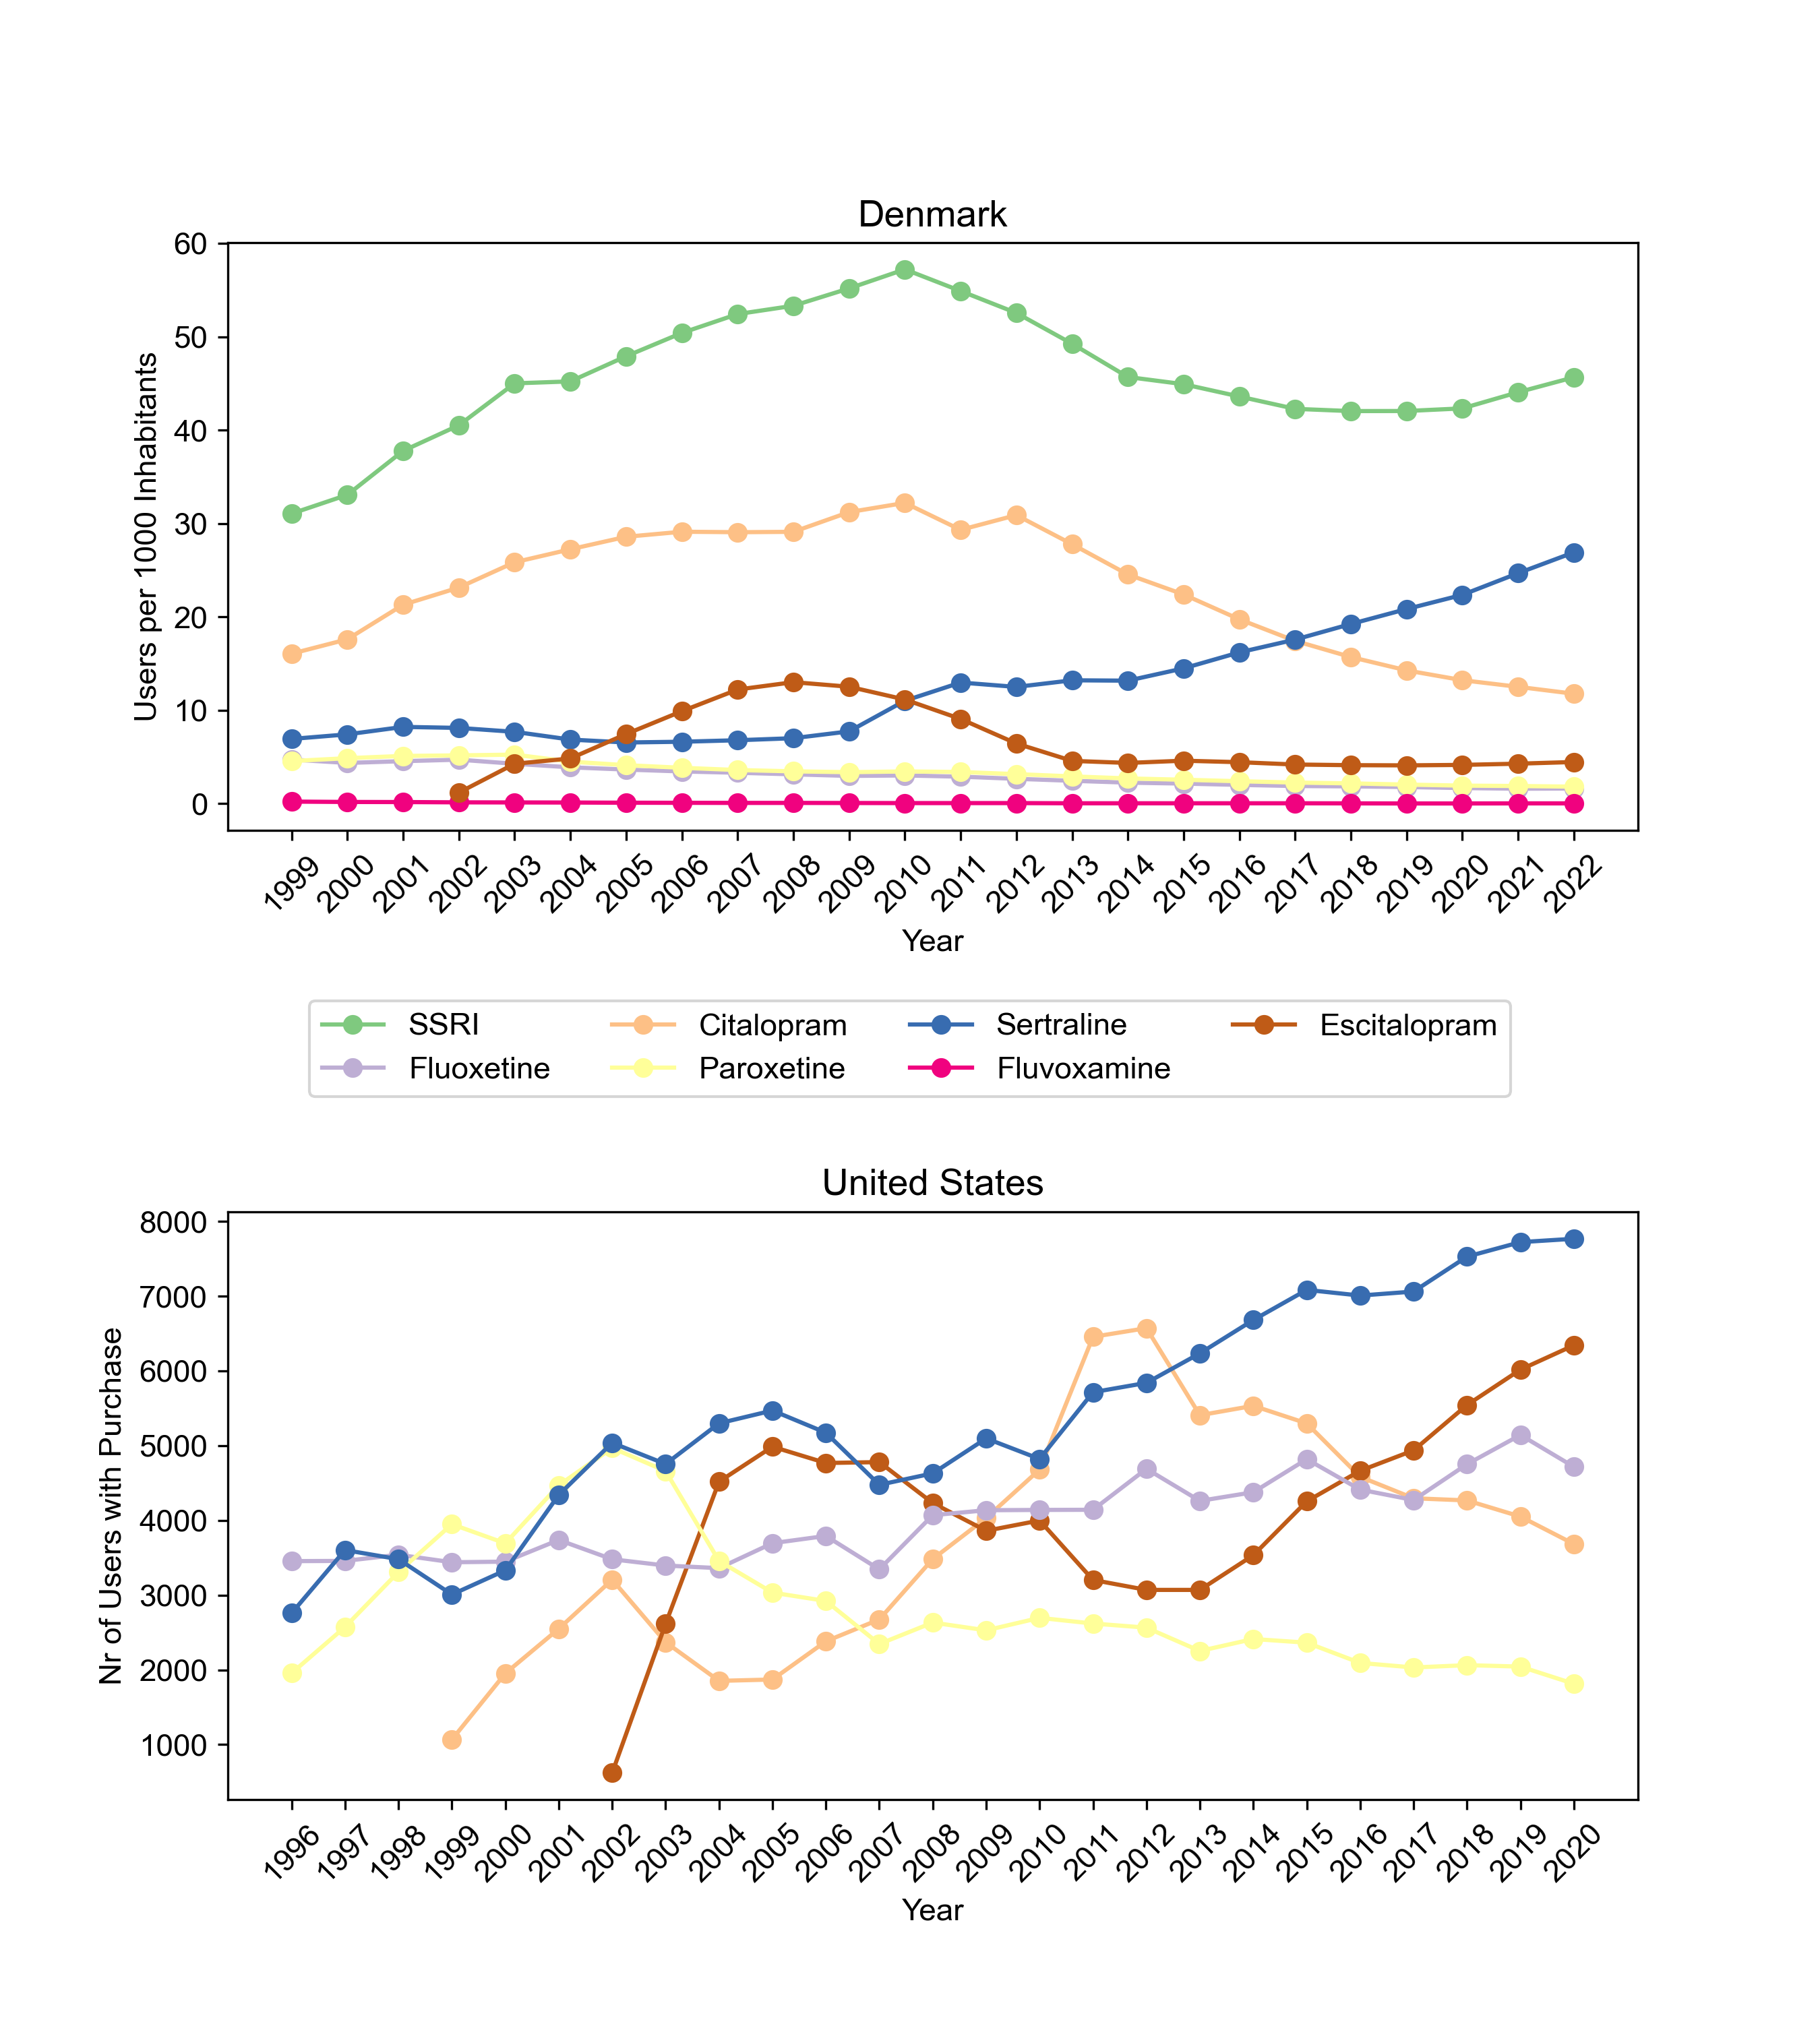 Denmark
Users per 1000 Inhabitants
60
50
40
30
20
10
0
1999 2000 2001 2002 2003 2004 2005 2006 2007 2008 2009 2010 2011 2012 2013 2014 2015 2016 2017 2018 2019 2020 2021 2022
Year
SSRI Citalopram Sertraline Escitalopram
Fluoxetine Paroxetine Fluvoxamine
United States
Nr of Users with Purchase
8000
7000
6000
5000
4000
3000
2000
1000
1996 1997 1998 1999 2000 2001 2002 2003 2004 2005 2006 2007 2008 2009 2010 2011 2012 2013 2014 2015 2016 2017 2018 2019 2020
Year